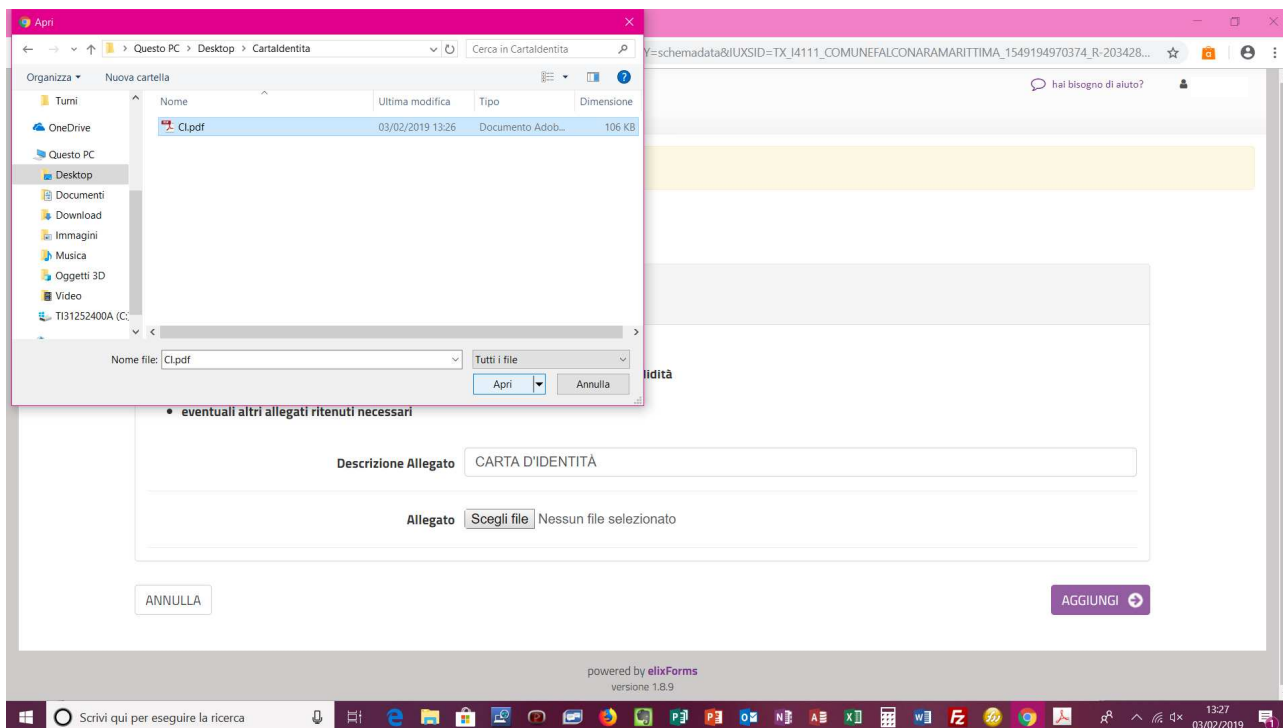 Apri
Questo PC > Desktop > CartaIdentita
Cerca in CartaIdentita
Y=schemadata&IUXSID=TX_I4111_COMUNEFALCONARAMARITTIMA_1549194970374_R-203428...
Organizza
Nuova cartella
hai bisogno di aiuto?
Turni
OneDrive
Questo PC
Desktop
Documenti
Download
Immagini
Musica
Oggetti 3D
Video
TI31252400A (C:
Nome
Ultima modifica
Tipo
Dimensione
CI.pdf
03/02/2019 13:26
Documento Adob...
106 KB
Nome file:
CI.pdf
Tutti i file
Apri
Annulla
lidità
• eventuali altri allegati ritenuti necessari
Descrizione Allegato
CARTA D'IDENTITÀ
Allegato
Scegli file
Nessun file selezionato
ANNULLA
AGGIUNGI
powered by elixForms
versione 1.8.9
Scrivi qui per eseguire la ricerca
13:27
03/02/2019